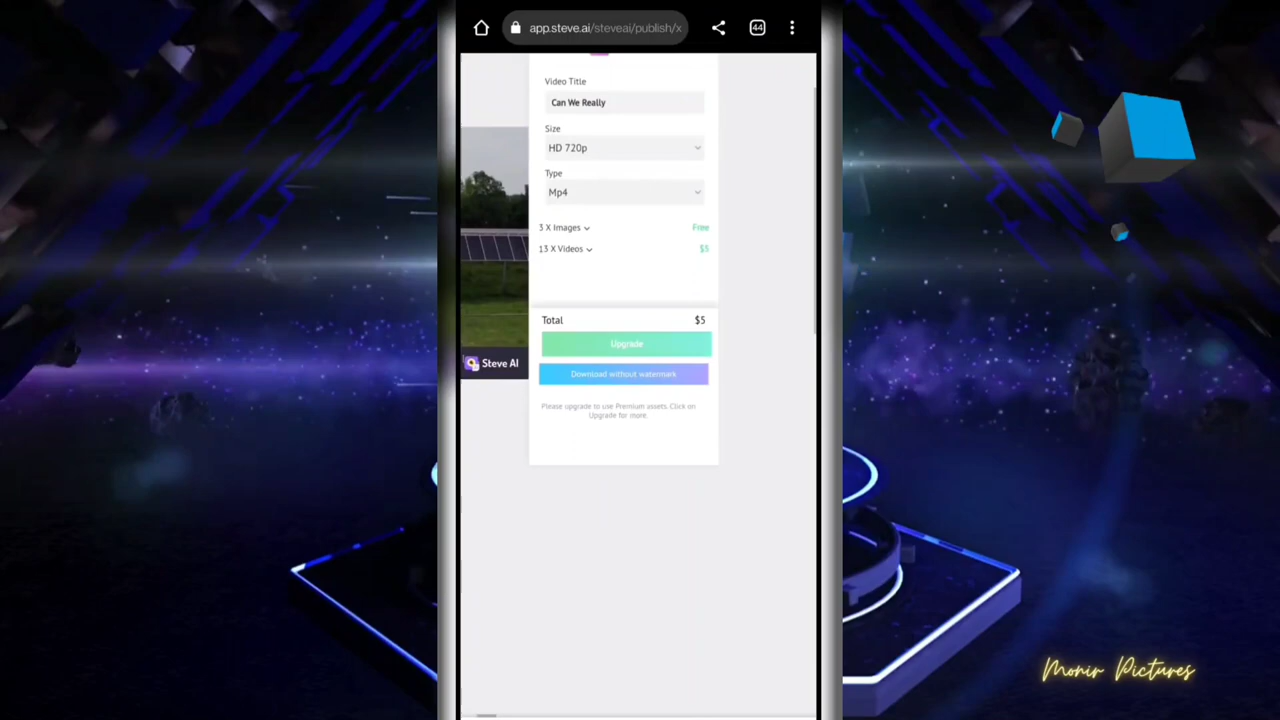 app.steve.ai/steveai/publish/x
44
Video Title
Can We Really
Size
HD 720p
Type
Mp4
3 X Images Free
13 X Videos $5
Total $5
Upgrade
Steve AI
Download without watermark
Please upgrade to use Premium assets. Click on
Upgrade for more.
Monir Pictures